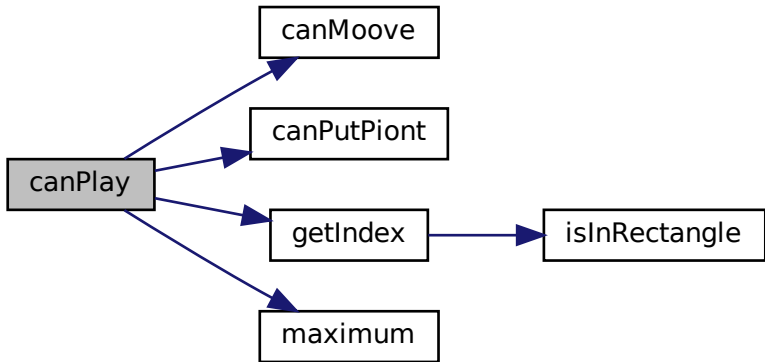 canMoove
canPutPiont
canPlay
getIndex
isInRectangle
maximum